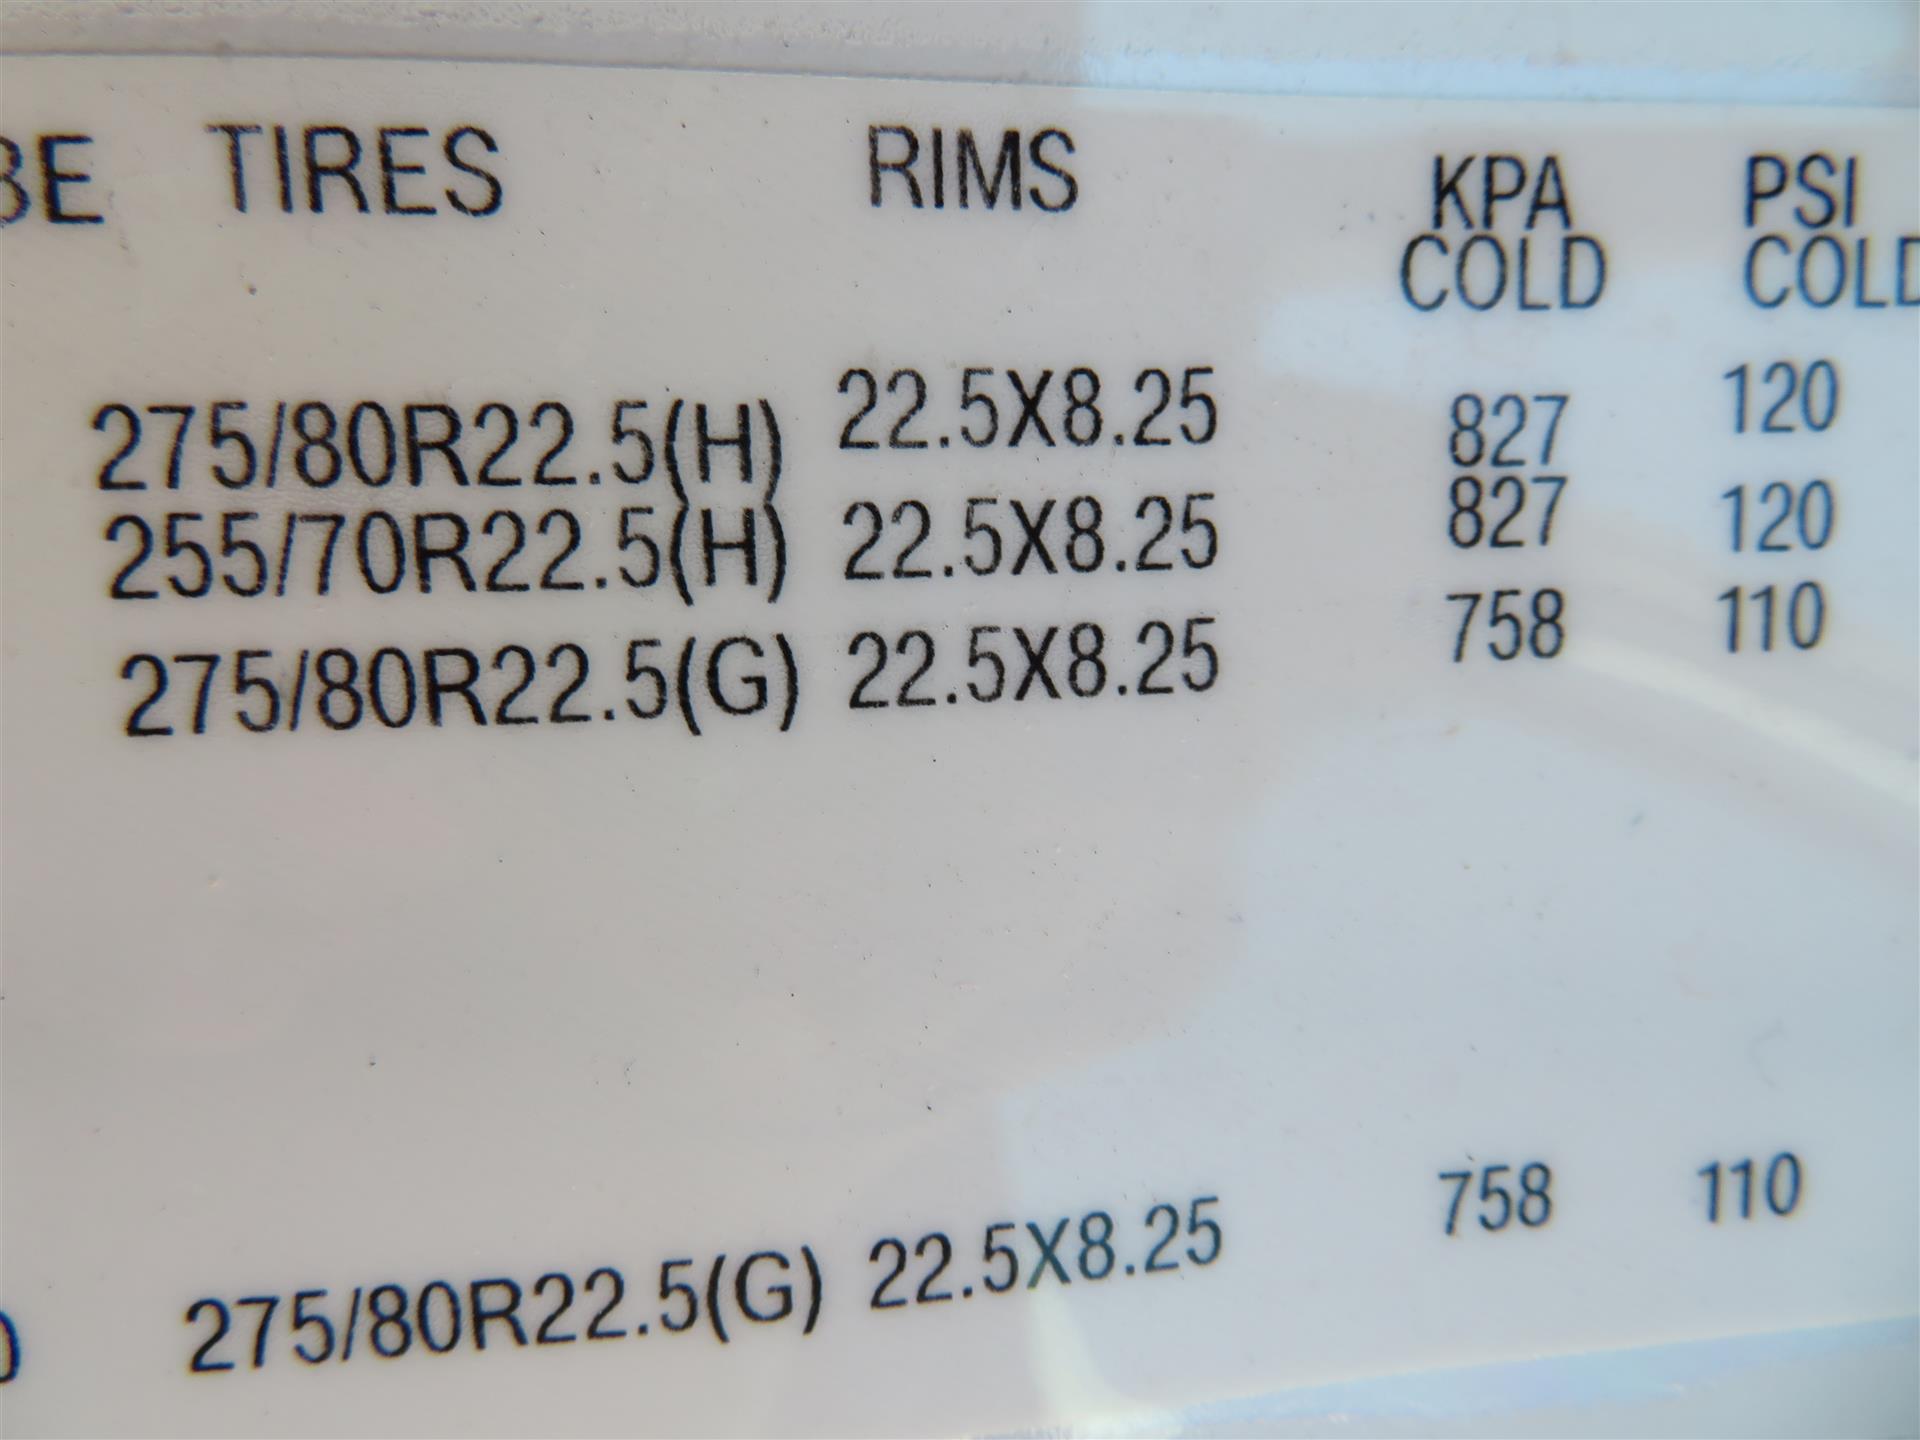 BE TIRES RIMS KPA COLD PSI COLD
275/80R22.5(H) 22.5X8.25 827 120
255/70R22.5(H) 22.5X8.25 827 120
275/80R22.5(G) 22.5X8.25 758 110
275/80R22.5(G) 22.5X8.25 758 110